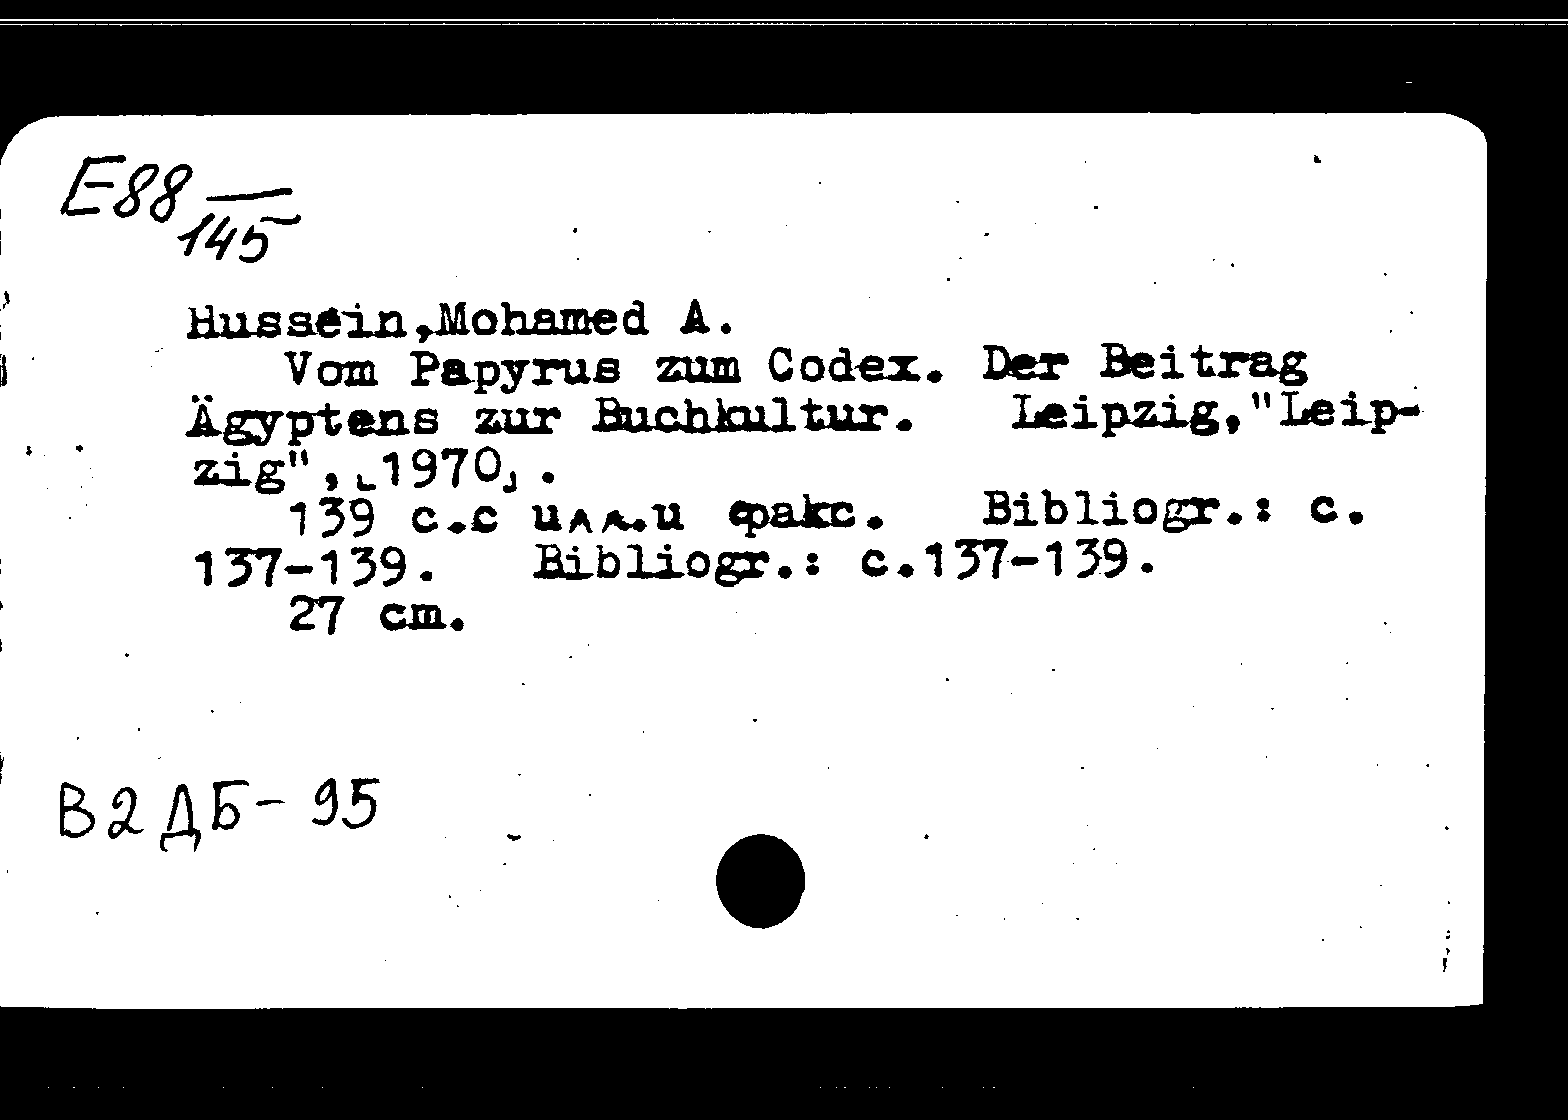 E88
145
Hussein,Mohamed A.
Vom Papyrus zum Codex. Der Beitrag
Ägyptens zur Buchkultur. Leipzig,"Leip-
zig",⌞1970⌟.
139 с.с илл.и факс. Bibliogr.: с.
137-139. Bibliogr.: с.137-139.
27 cm.
В2ДБ-95